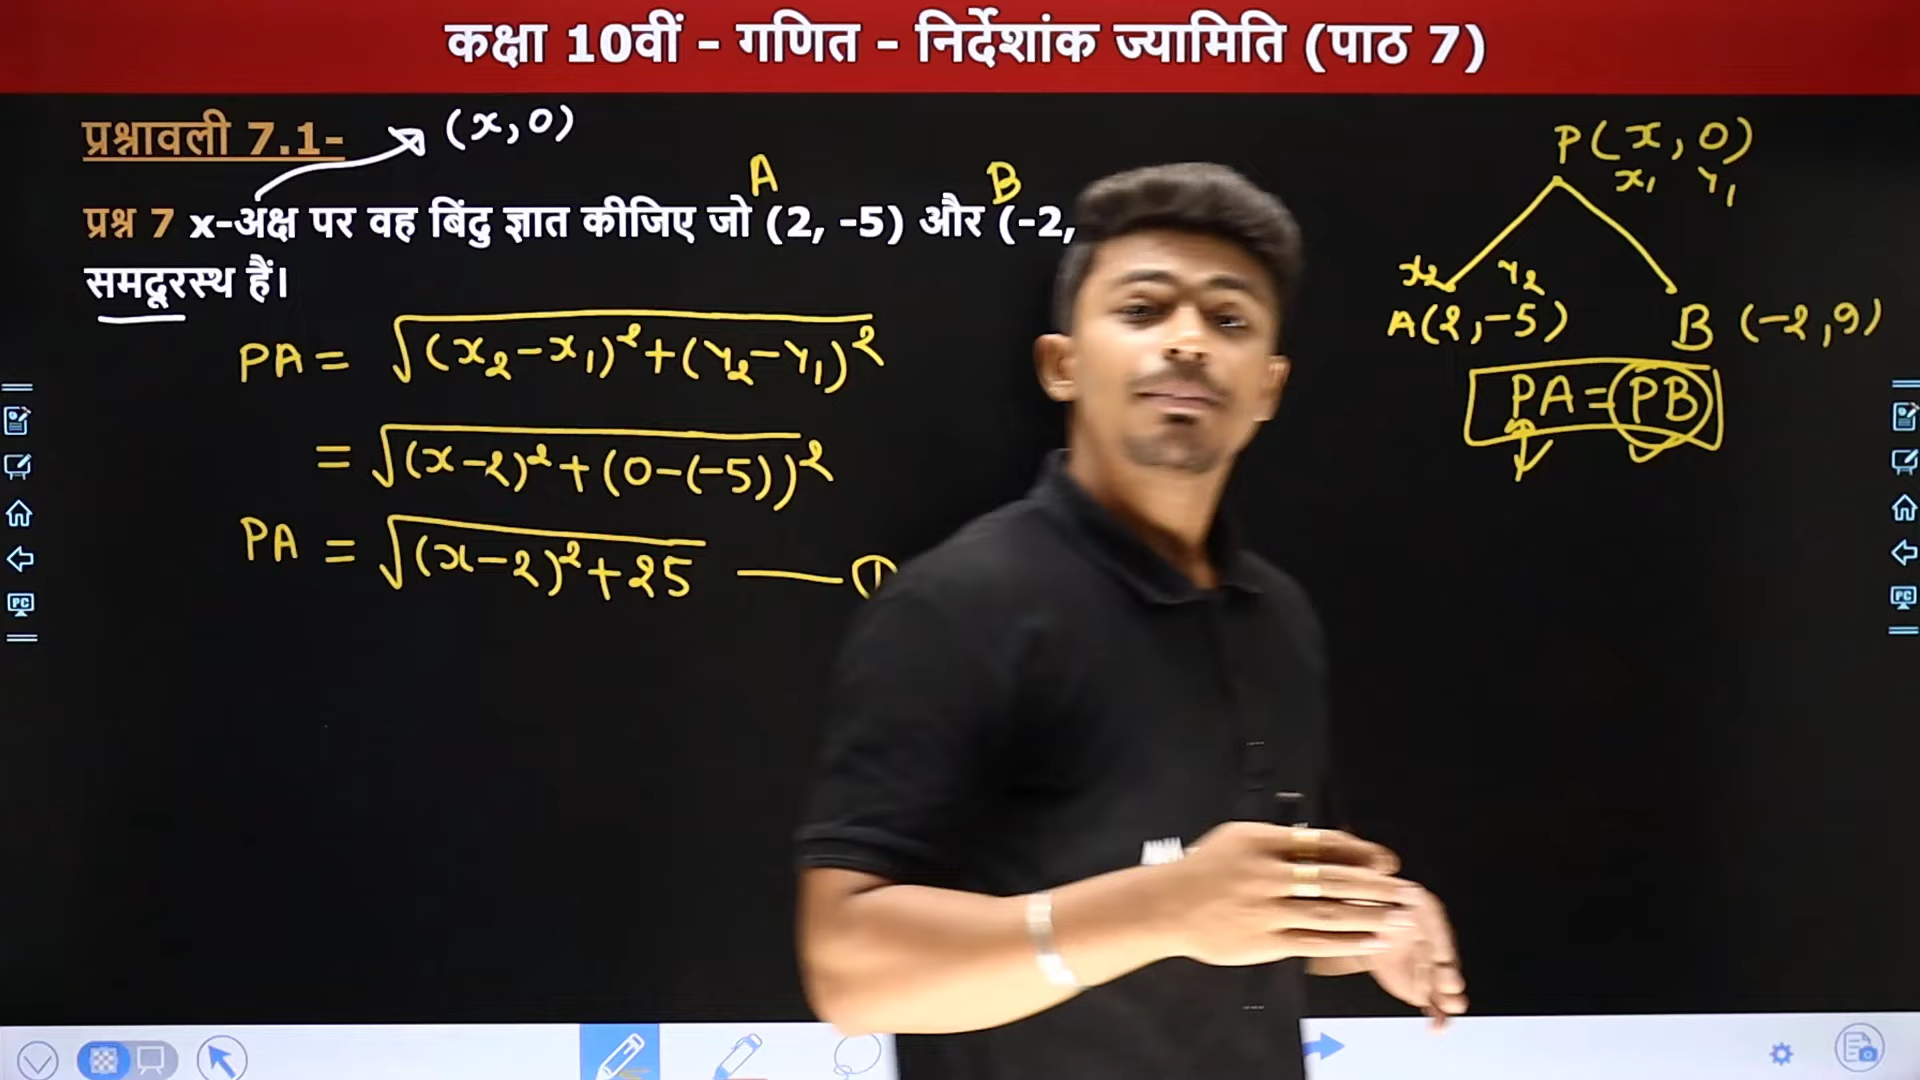 कक्षा 10वीं - गणित - निर्देशांक ज्यामिति (पाठ 7)
प्रश्नावली 7.1-
(x,0)
A
B
प्रश्न 7 x-अक्ष पर वह बिंदु ज्ञात कीजिए जो (2, -5) और (-2,
समदूरस्थ हैं।
PA = √(x₂-x₁)²+(y₂-y₁)²
= √(x-2)²+(0-(-5))²
PA = √(x-2)²+25 — ①
P(x,0)
x₁ y₁
x₂ y₂
A(2,-5)
B (-2,9)
PA=PB
PC
PC